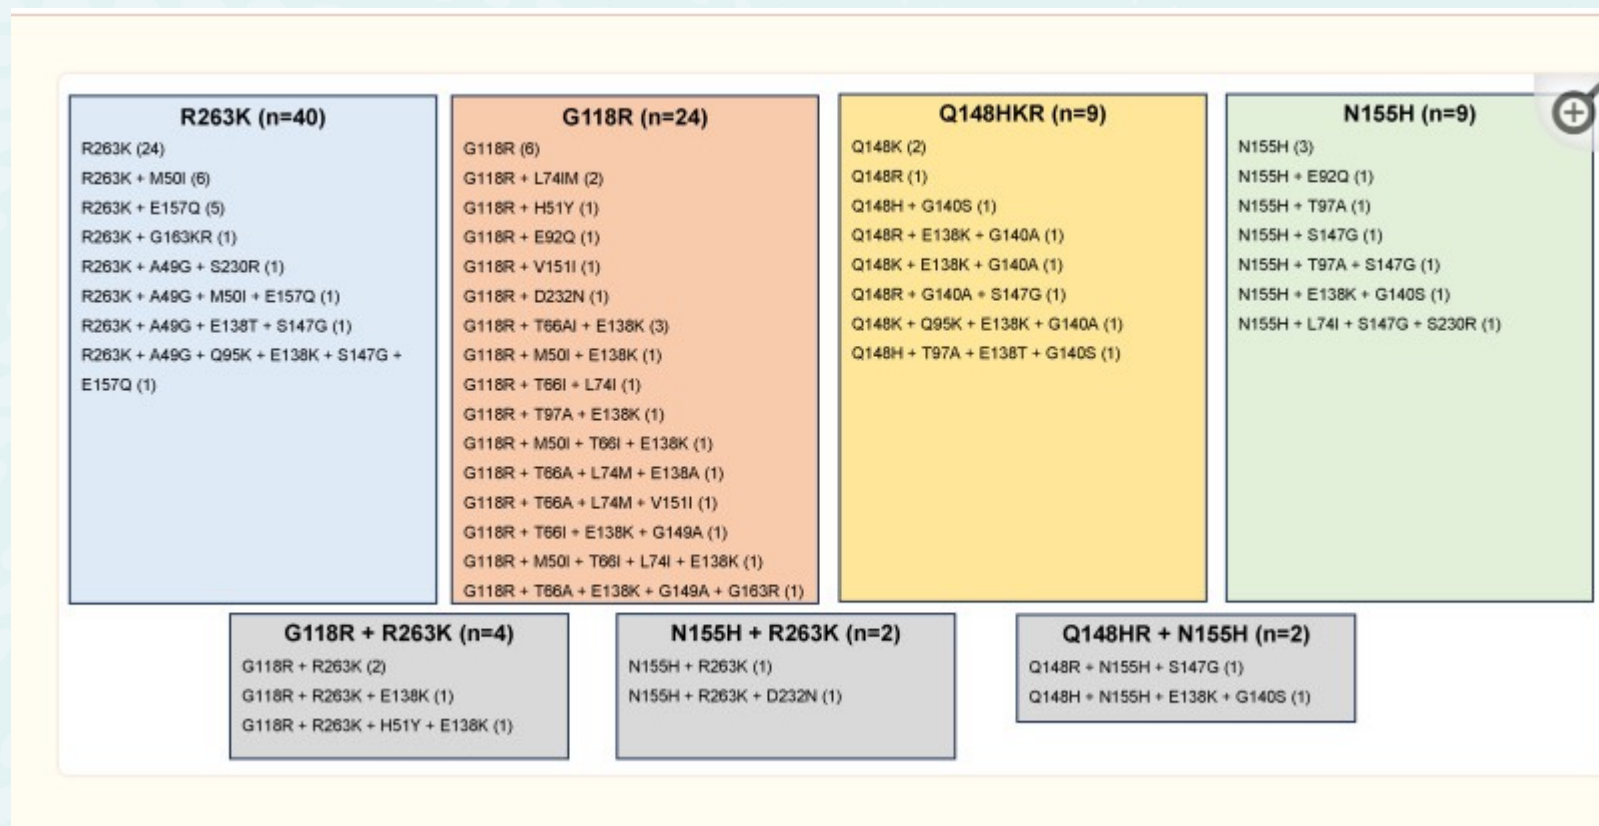 R263K (n=40)
R263K (24)
R263K + M50I (6)
R263K + E157Q (5)
R263K + G163KR (1)
R263K + A49G + S230R (1)
R263K + A49G + M50I + E157Q (1)
R263K + A49G + E138T + S147G (1)
R263K + A49G + Q95K + E138K + S147G +
E157Q (1)
G118R (n=24)
G118R (6)
G118R + L74IM (2)
G118R + H51Y (1)
G118R + E92Q (1)
G118R + V151I (1)
G118R + D232N (1)
G118R + T66AI + E138K (3)
G118R + M50I + E138K (1)
G118R + T66I + L74I (1)
G118R + T97A + E138K (1)
G118R + M50I + T66I + E138K (1)
G118R + T66A + L74M + E138A (1)
G118R + T66A + L74M + V151I (1)
G118R + T66I + E138K + G149A (1)
G118R + M50I + T66I + L74I + E138K (1)
G118R + T66A + E138K + G149A + G163R (1)
Q148HKR (n=9)
Q148K (2)
Q148R (1)
Q148H + G140S (1)
Q148R + E138K + G140A (1)
Q148K + E138K + G140A (1)
Q148R + G140A + S147G (1)
Q148K + Q95K + E138K + G140A (1)
Q148H + T97A + E138T + G140S (1)
N155H (n=9)
N155H (3)
N155H + E92Q (1)
N155H + T97A (1)
N155H + S147G (1)
N155H + T97A + S147G (1)
N155H + E138K + G140S (1)
N155H + L74I + S147G + S230R (1)
G118R + R263K (n=4)
G118R + R263K (2)
G118R + R263K + E138K (1)
G118R + R263K + H51Y + E138K (1)
N155H + R263K (n=2)
N155H + R263K (1)
N155H + R263K + D232N (1)
Q148HR + N155H (n=2)
Q148R + N155H + S147G (1)
Q148H + N155H + E138K + G140S (1)